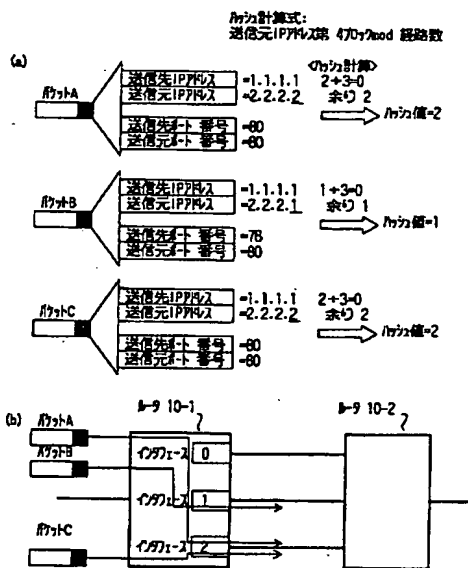 ハッシュ計算式:
送信元IPアドレス第4ブロックmod 経路数
(a)
<ハッシュ計算>
パケットA
送信先IPアドレス =1.1.1.1
送信元IPアドレス =2.2.2.2
送信先ポート 番号 =80
送信元ポート 番号 =80
2÷3=0
余り 2
ハッシュ値=2
パケットB
送信先IPアドレス =1.1.1.1
送信元IPアドレス =2.2.2.1
送信先ポート 番号 =78
送信元ポート 番号 =80
1÷3=0
余り 1
ハッシュ値=1
パケットC
送信先IPアドレス =1.1.1.1
送信元IPアドレス =2.2.2.2
送信先ポート 番号 =80
送信元ポート 番号 =80
2÷3=0
余り 2
ハッシュ値=2
(b)
パケットA
パケットB
パケットC
ルータ 10-1
ルータ 10-2
インタフェース 0
インタフェース 1
インタフェース 2